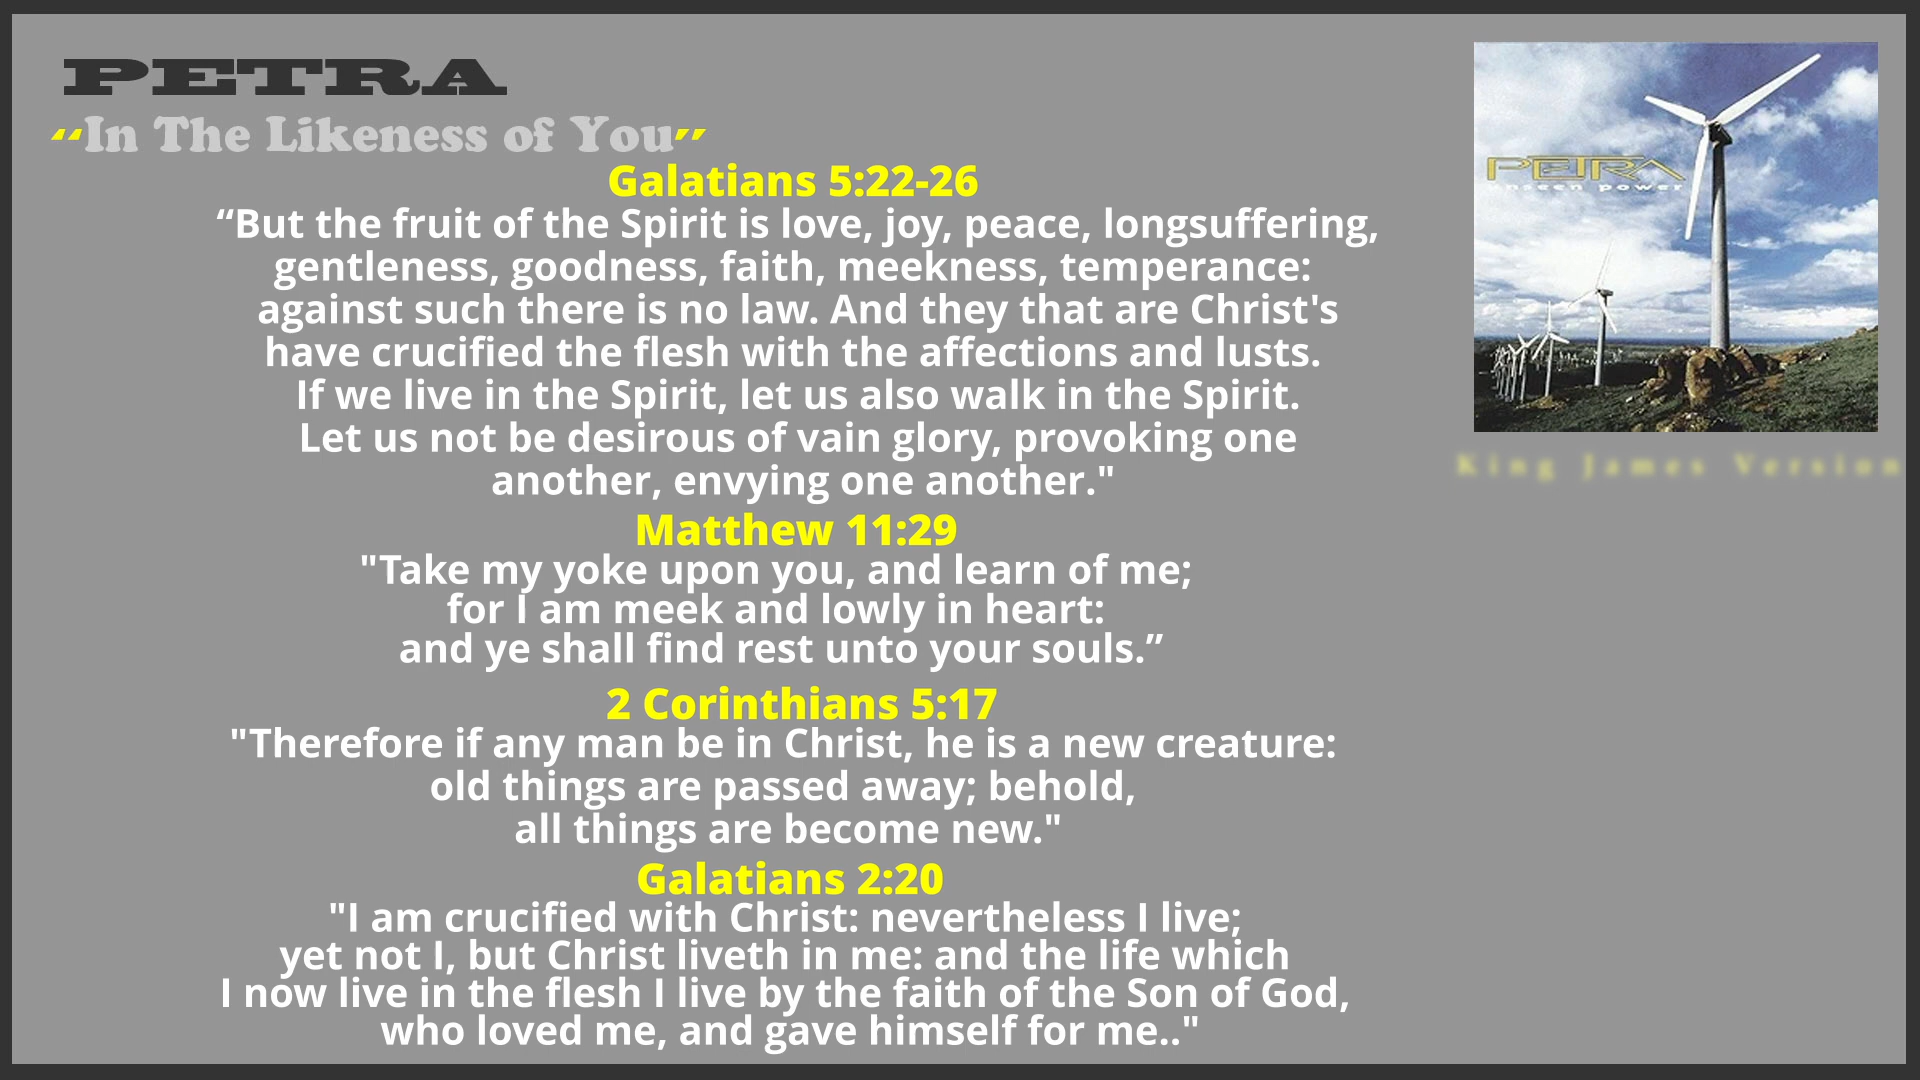 PETRA
“In The Likeness of You”
Galatians 5:22-26
“But the fruit of the Spirit is love, joy, peace, longsuffering,
gentleness, goodness, faith, meekness, temperance:
against such there is no law. And they that are Christ's
have crucified the flesh with the affections and lusts.
If we live in the Spirit, let us also walk in the Spirit.
Let us not be desirous of vain glory, provoking one
another, envying one another."
Matthew 11:29
"Take my yoke upon you, and learn of me;
for I am meek and lowly in heart:
and ye shall find rest unto your souls.”
2 Corinthians 5:17
"Therefore if any man be in Christ, he is a new creature:
old things are passed away; behold,
all things are become new."
Galatians 2:20
"I am crucified with Christ: nevertheless I live;
yet not I, but Christ liveth in me: and the life which
I now live in the flesh I live by the faith of the Son of God,
who loved me, and gave himself for me.."
PETRA
unseen power
King James Version